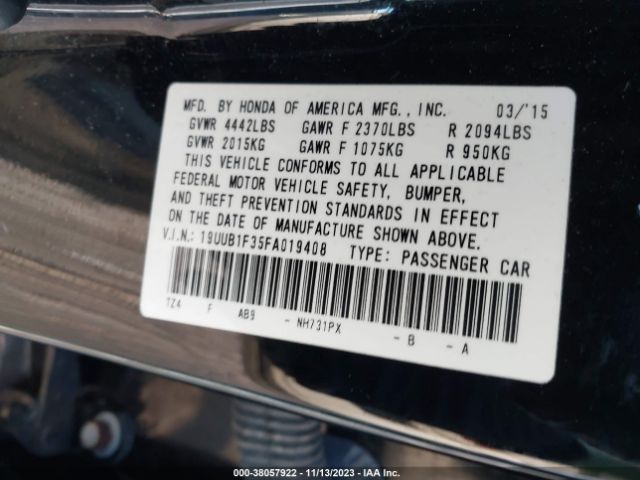 MFD. BY HONDA OF AMERICA MFG., INC. 03/'15
GVWR 4442LBS GAWR F 2370LBS R 2094LBS
GVWR 2015KG GAWR F 1075KG R 950KG
THIS VEHICLE CONFORMS TO ALL APPLICABLE
FEDERAL MOTOR VEHICLE SAFETY, BUMPER,
AND THEFT PREVENTION STANDARDS IN EFFECT
ON THE DATE OF MANUFACTURE SHOWN ABOVE.
V.I.N.: 19UUB1F35FA019408 TYPE: PASSENGER CAR
TZ4 F AB9 - NH731PX - B - A
000-38057922 - 11/13/2023 - IAA Inc.